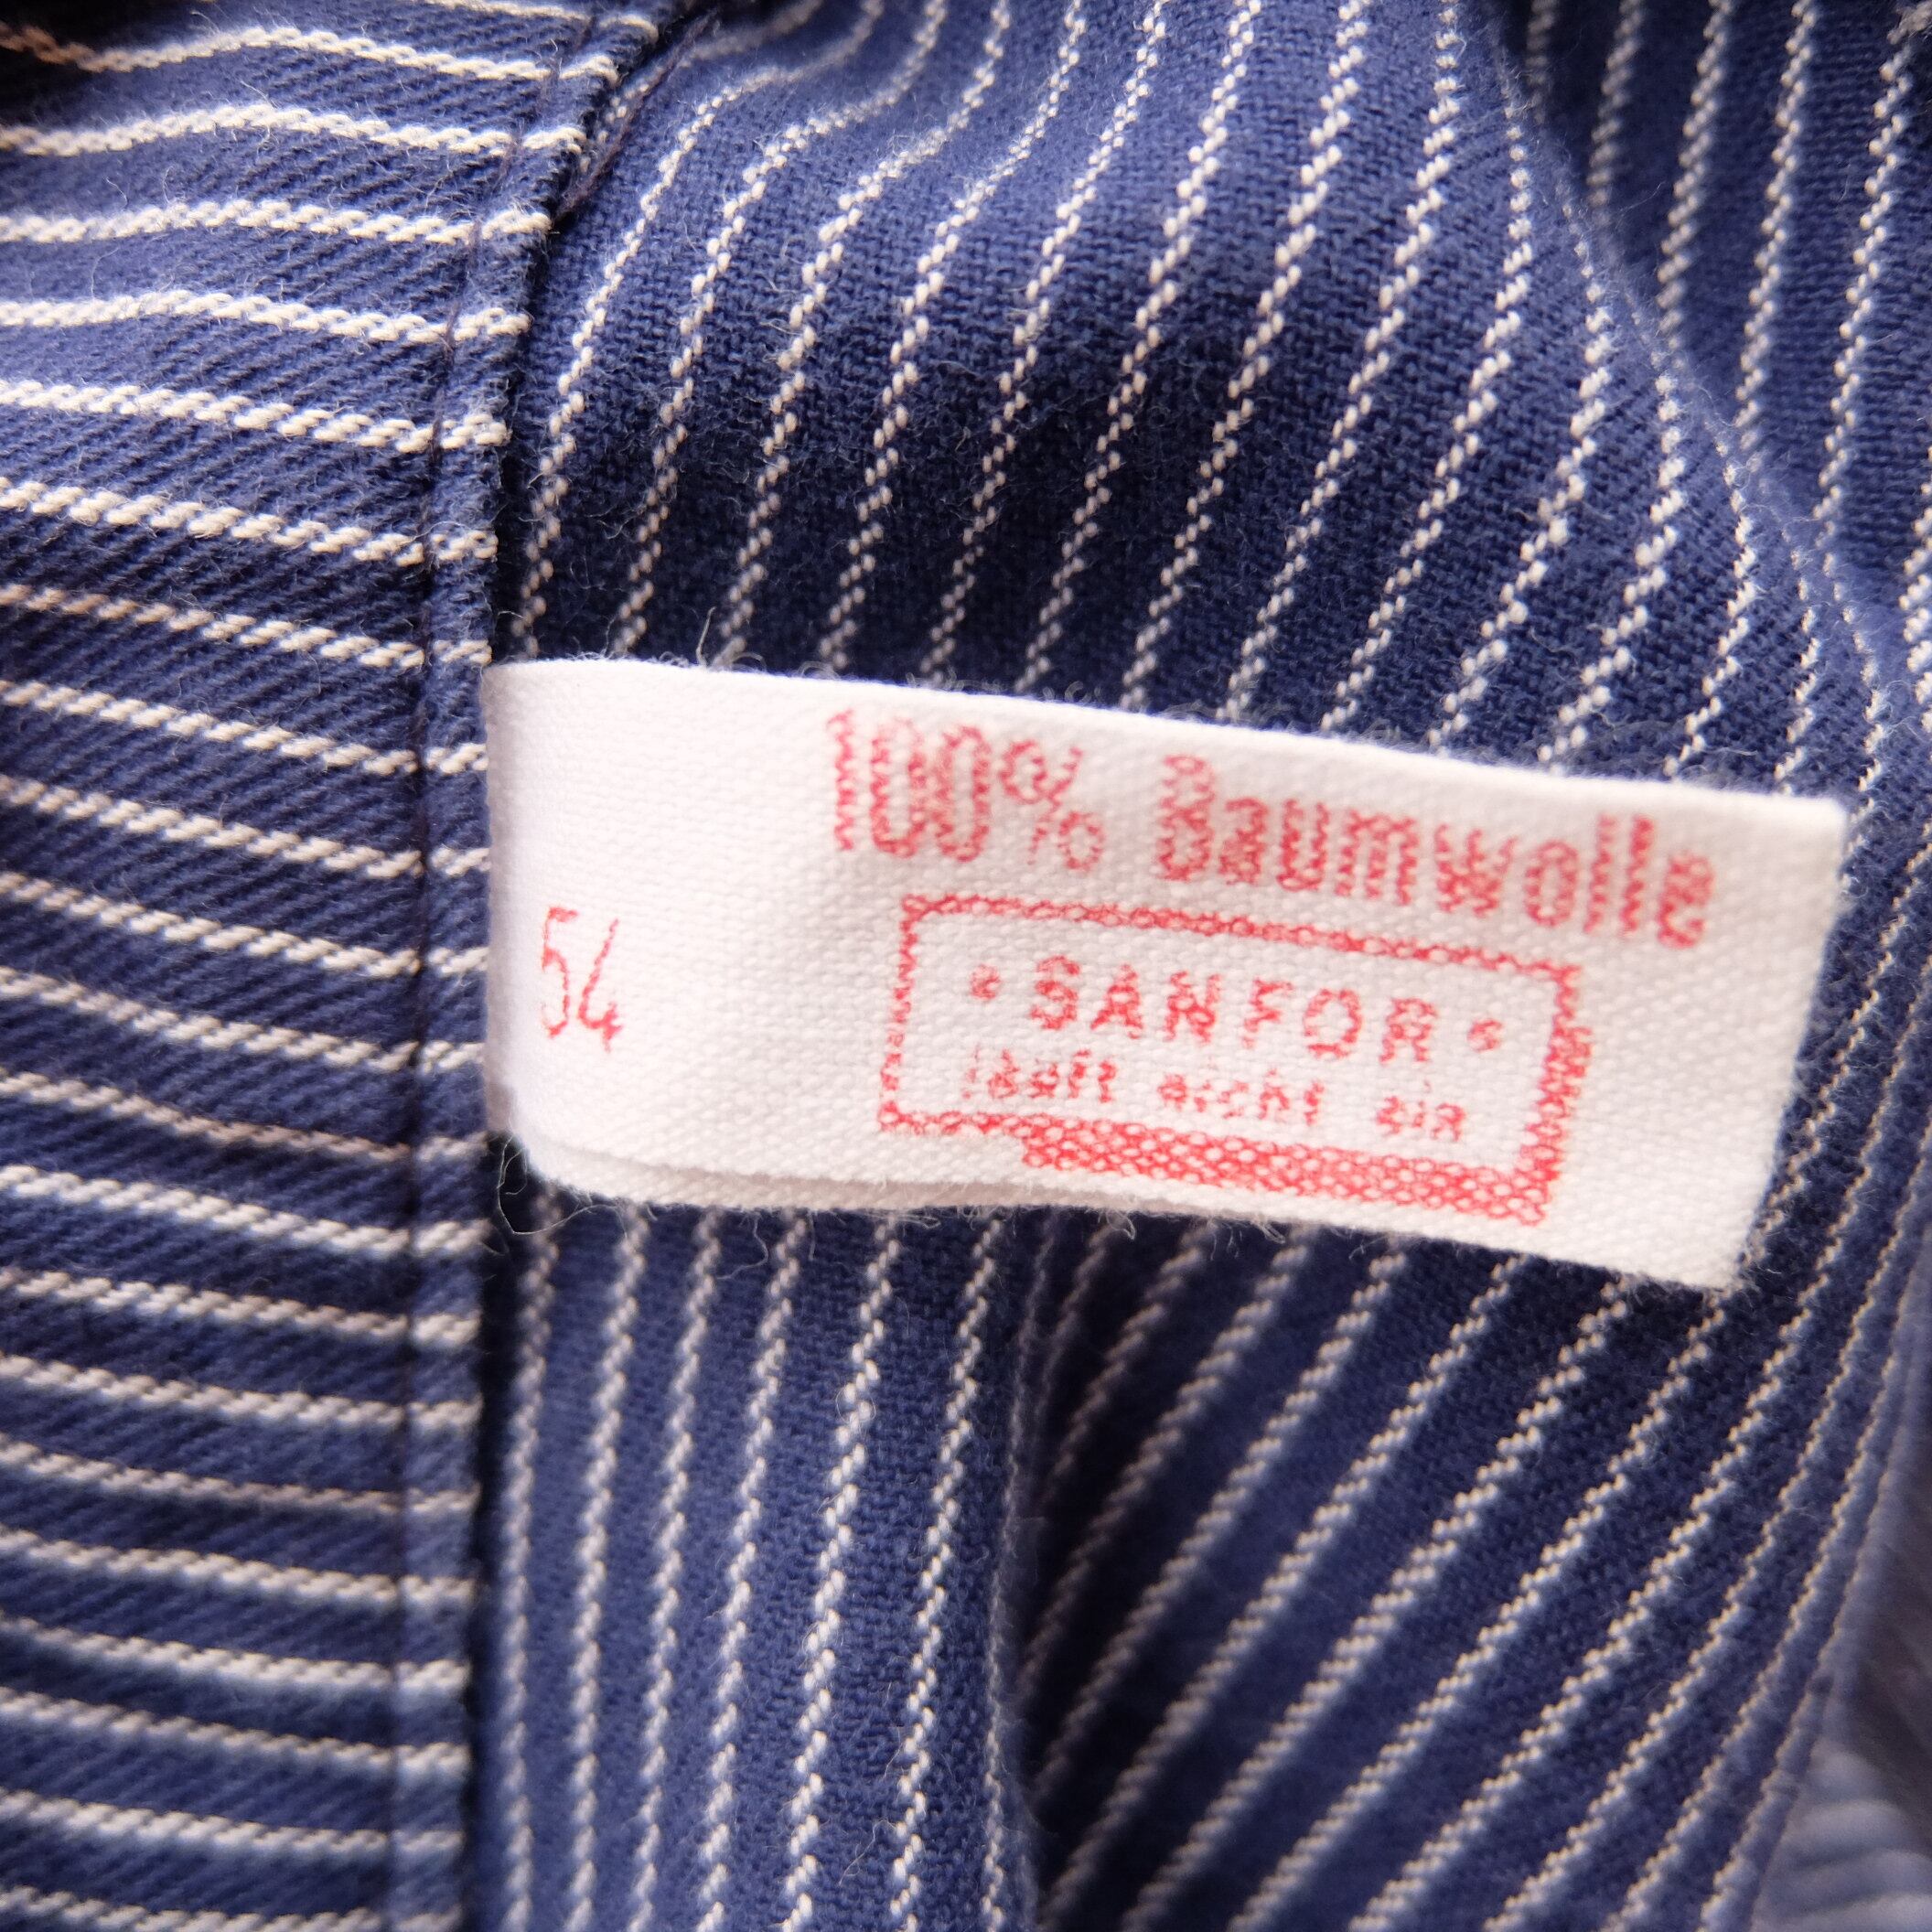 100% Baumwolle
54
• SANFOR •
läuft nicht ein